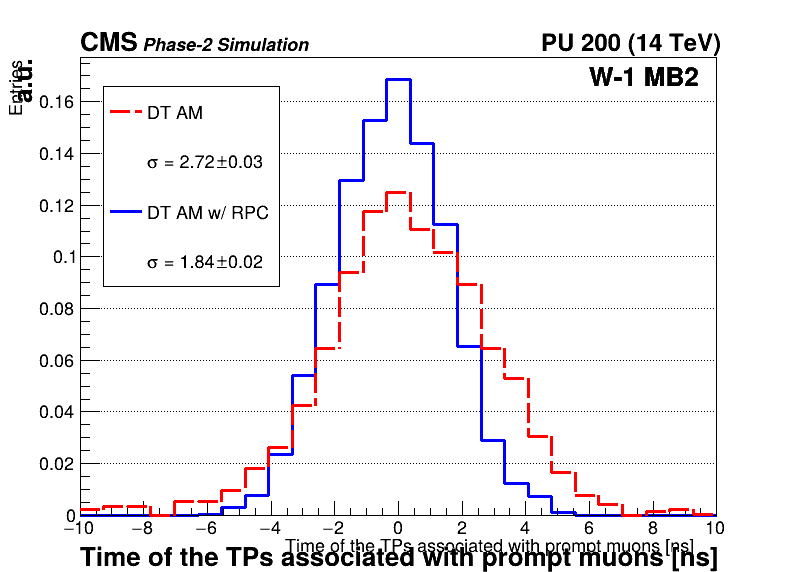 CMS Phase-2 Simulation PU 200 (14 TeV)
Entries
a.u.
W-1 MB2
DT AM
σ = 2.72±0.03
DT AM w/ RPC
σ = 1.84±0.02
0.16
0.14
0.12
0.1
0.08
0.06
0.04
0.02
0
−10 −8 −6 −4 −2 0 2 4 6 8 10
Time of the TPs associated with prompt muons [ns]
Time of the TPs associated with prompt muons [ns]